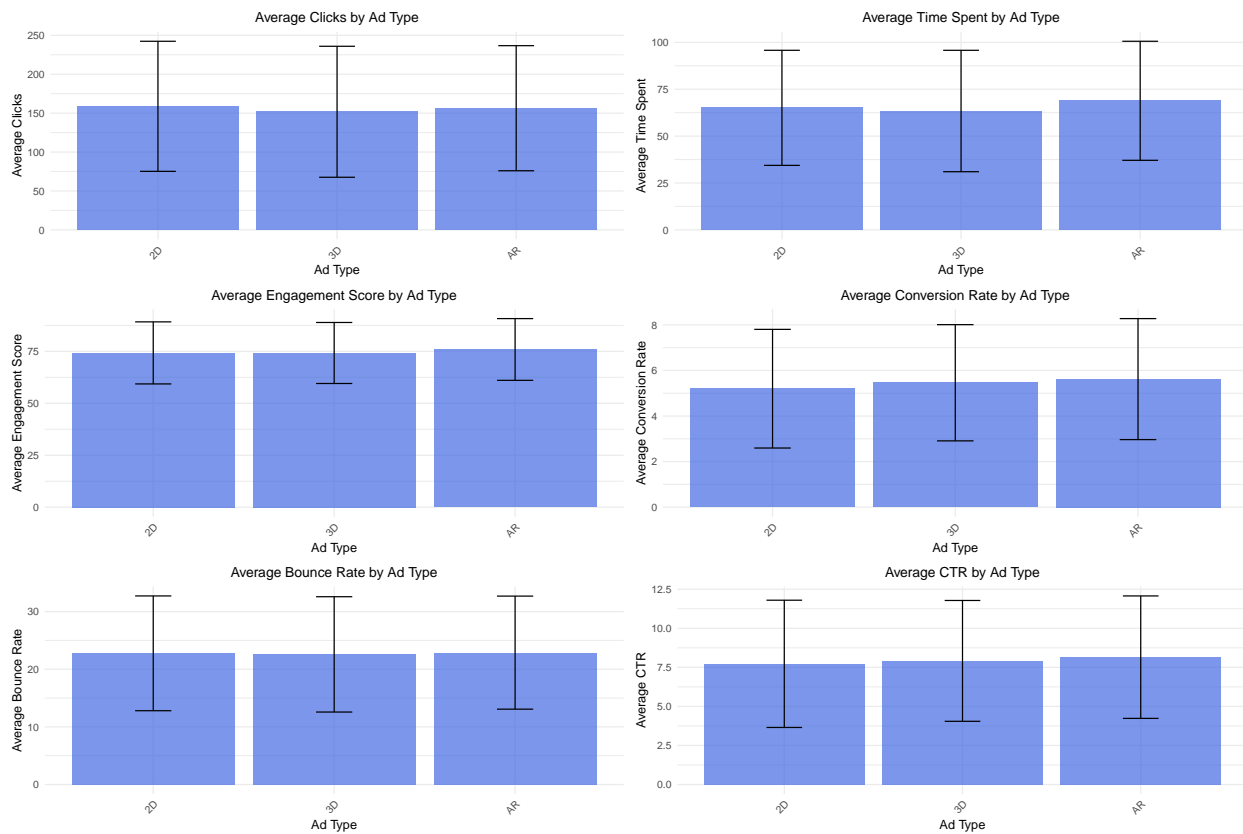 Average Clicks by Ad Type
Average Clicks
250
200
150
100
50
0
2D
3D
AR
Ad Type
Average Time Spent by Ad Type
Average Time Spent
100
75
50
25
0
2D
3D
AR
Ad Type
Average Engagement Score by Ad Type
Average Engagement Score
75
50
25
0
2D
3D
AR
Ad Type
Average Conversion Rate by Ad Type
Average Conversion Rate
8
6
4
2
0
2D
3D
AR
Ad Type
Average Bounce Rate by Ad Type
Average Bounce Rate
30
20
10
0
2D
3D
AR
Ad Type
Average CTR by Ad Type
Average CTR
12.5
10.0
7.5
5.0
2.5
0.0
2D
3D
AR
Ad Type